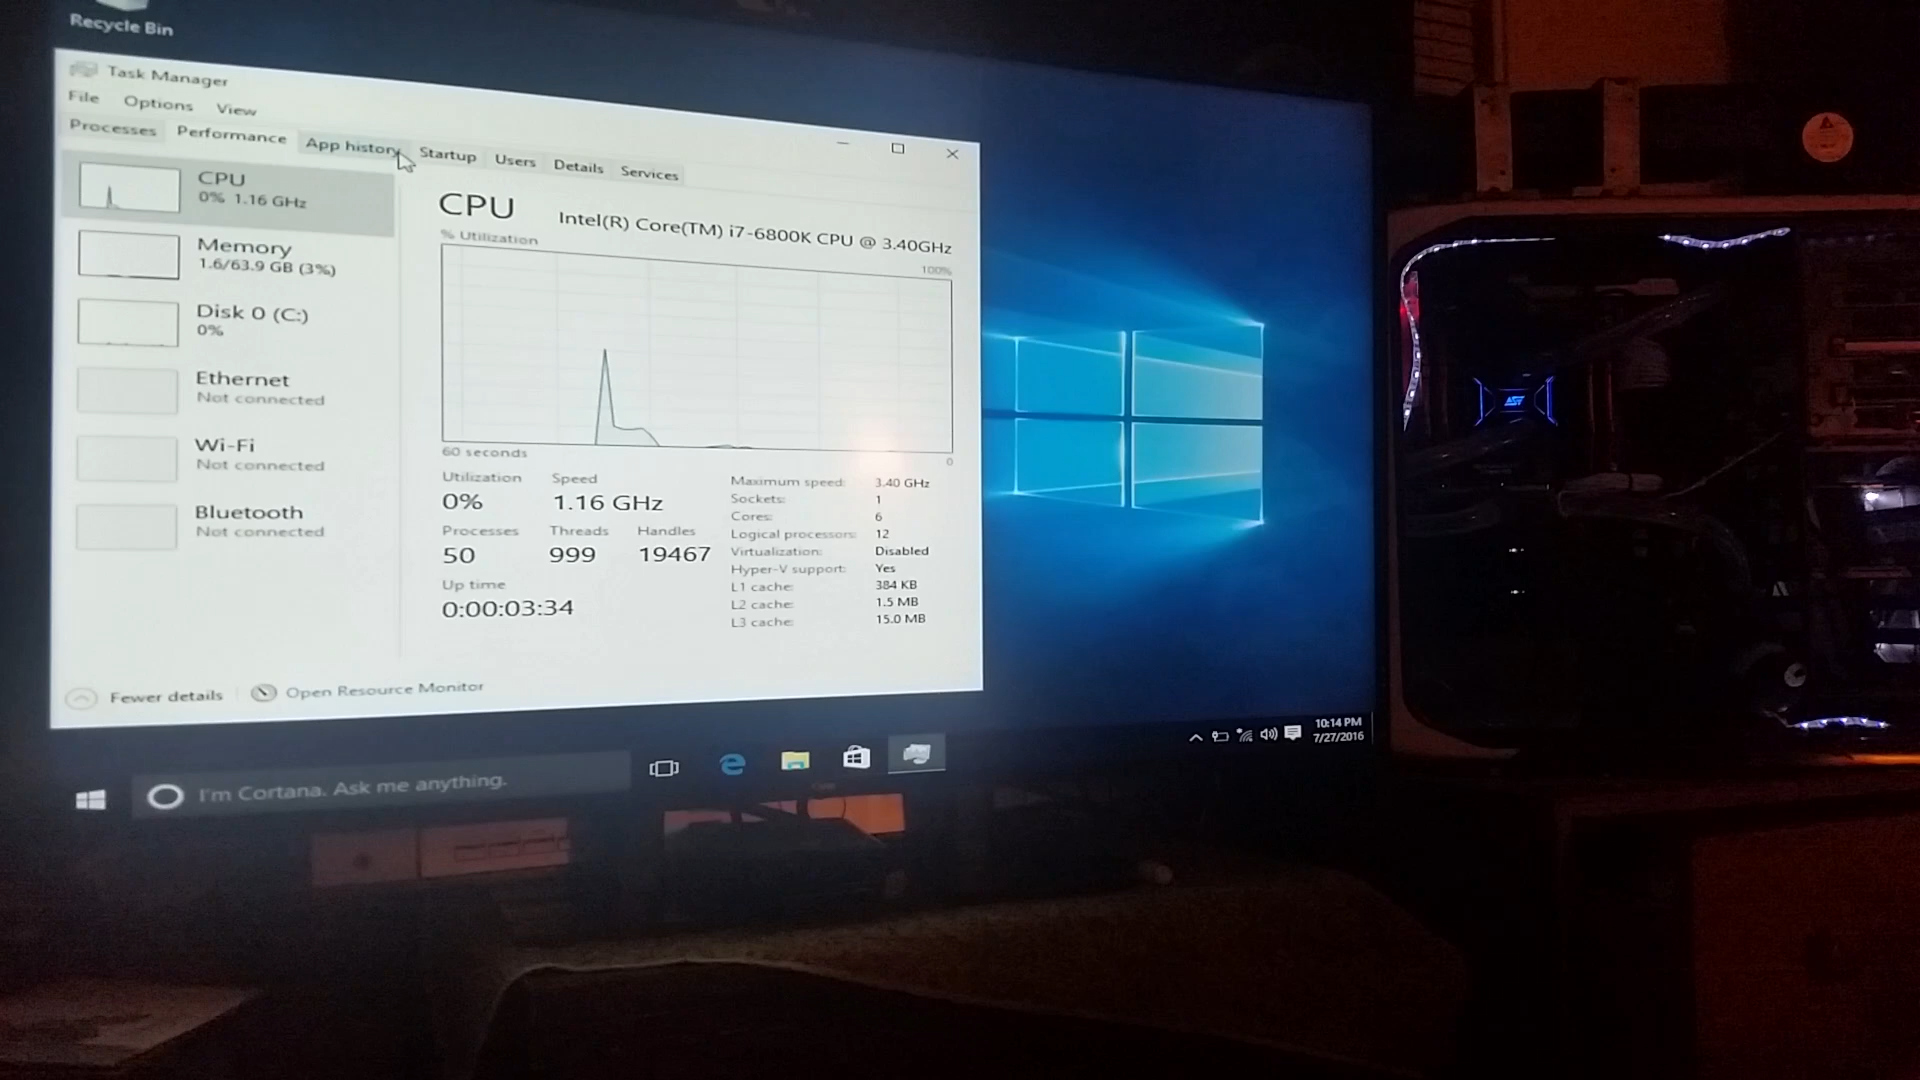 Recycle Bin
Task Manager
File Options View
Processes Performance App history Startup Users Details Services
CPU
0% 1.16 GHz
Memory
1.6/63.9 GB (3%)
Disk 0 (C:)
0%
Ethernet
Not connected
Wi-Fi
Not connected
Bluetooth
Not connected
CPU Intel(R) Core(TM) i7-6800K CPU @ 3.40GHz
% Utilization
100%
60 seconds 0
Utilization Speed
0% 1.16 GHz
Processes Threads Handles
50 999 19467
Up time
0:00:03:34
Maximum speed: 3.40 GHz
Sockets: 1
Cores: 6
Logical processors: 12
Virtualization: Disabled
Hyper-V support: Yes
L1 cache: 384 KB
L2 cache: 1.5 MB
L3 cache: 15.0 MB
Fewer details Open Resource Monitor
I'm Cortana. Ask me anything.
10:14 PM
7/27/2016